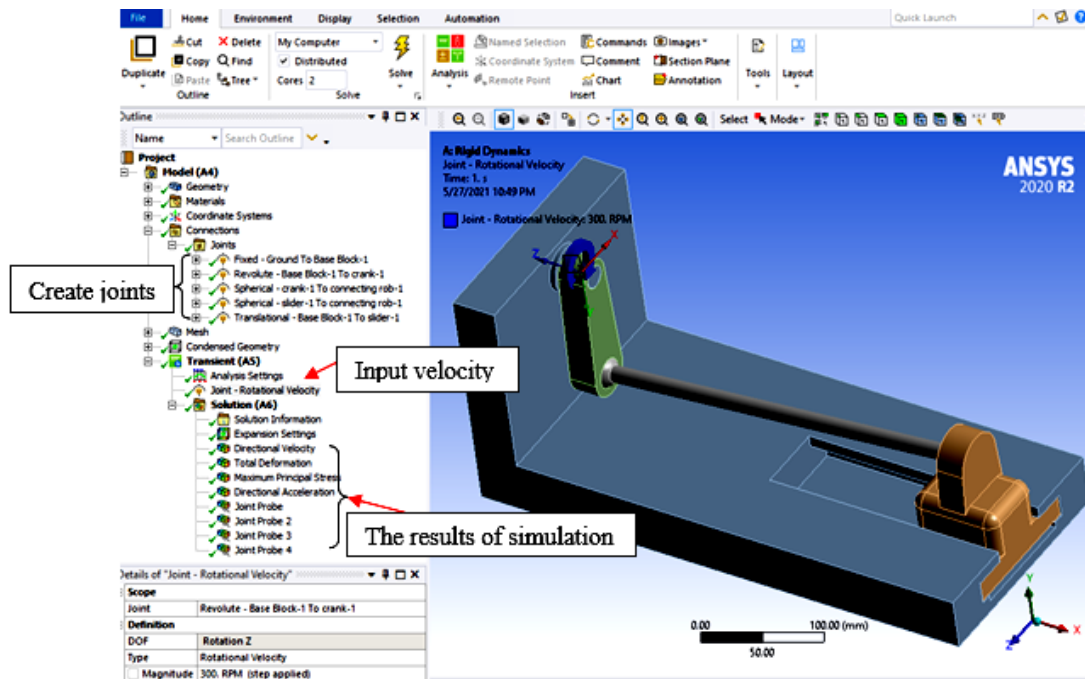 File Home Environment Display Selection Automation Quick Launch
Cut Delete My Computer Named Selection Commands Images
Copy Find Distributed Coordinate System Comment Section Plane
Duplicate Paste Tree Cores 2 Solve Analysis Remote Point Chart Annotation Tools Layout
Outline Solve Insert
Outline Select Mode
Name Search Outline
Project
Model (A4)
Geometry
Materials
Coordinate Systems
Connections
Joints
Fixed - Ground To Base Block-1
Revolute - Base Block-1 To crank-1
Spherical - crank-1 To connecting rob-1
Spherical - slider-1 To connecting rob-1
Translational - Base Block-1 To slider-1
Mesh
Condensed Geometry
Transient (A5)
Analysis Settings
Joint - Rotational Velocity
Solution (A6)
Solution Information
Expansion Settings
Directional Velocity
Total Deformation
Maximum Principal Stress
Directional Acceleration
Joint Probe
Joint Probe 2
Joint Probe 3
Joint Probe 4
Create joints
Input velocity
The results of simulation
Details of "Joint - Rotational Velocity"
Scope
Joint Revolute - Base Block-1 To crank-1
Definition
DOF Rotation Z
Type Rotational Velocity
Magnitude 300. RPM (step applied)
A: Rigid Dynamics
Joint - Rotational Velocity
Time: 1. s
5/27/2021 10:49 PM
Joint - Rotational Velocity: 300. RPM
ANSYS
2020 R2
X
Z
0.00 100.00 (mm)
50.00
Y
X
Z